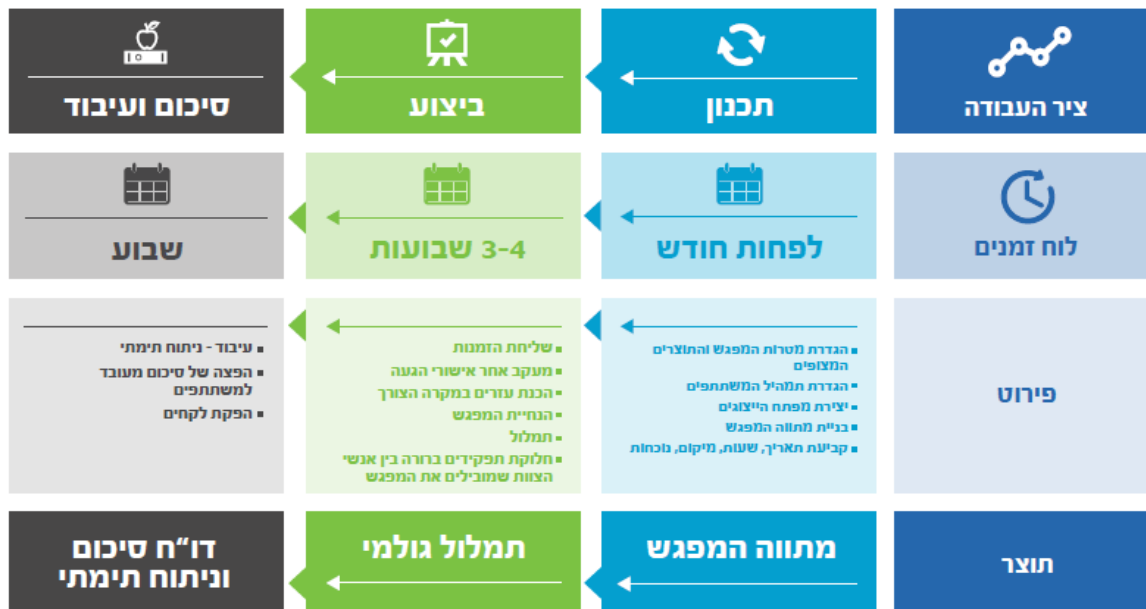 ציר העבודה
תכנון
ביצוע
סיכום ועיבוד
לוח זמנים
לפחות חודש
3-4 שבועות
שבוע
פירוט
▪ הגדרת מטרות המפגש והתוצרים
המצופים
▪ הגדרת תמהיל המשתתפים
▪ יצירת מפתח הייצוגים
▪ בניית מתווה המפגש
▪ קביעת תאריך, שעות, מיקום, נוכחות
▪ שליחת הזמנות
▪ מעקב אחר אישורי הגעה
▪ הכנת עזרים במקרה הצורך
▪ הנחיית המפגש
▪ תמלול
▪ חלוקת תפקידים ברורה בין אנשי
הצוות שמובילים את המפגש
▪ עיבוד - ניתוח תימתי
▪ הפצה של סיכום מעובד
למשתתפים
▪ הפקת לקחים
תוצר
מתווה המפגש
תמלול גולמי
דו"ח סיכום
וניתוח תימתי